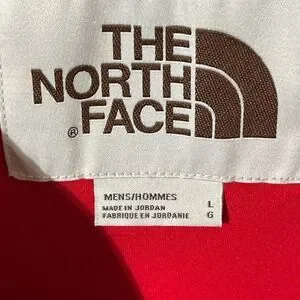 THE
NORTH
FACE
®
MENS/HOMMES
MADE IN JORDAN
FABRIQUE EN JORDANIE
L
G